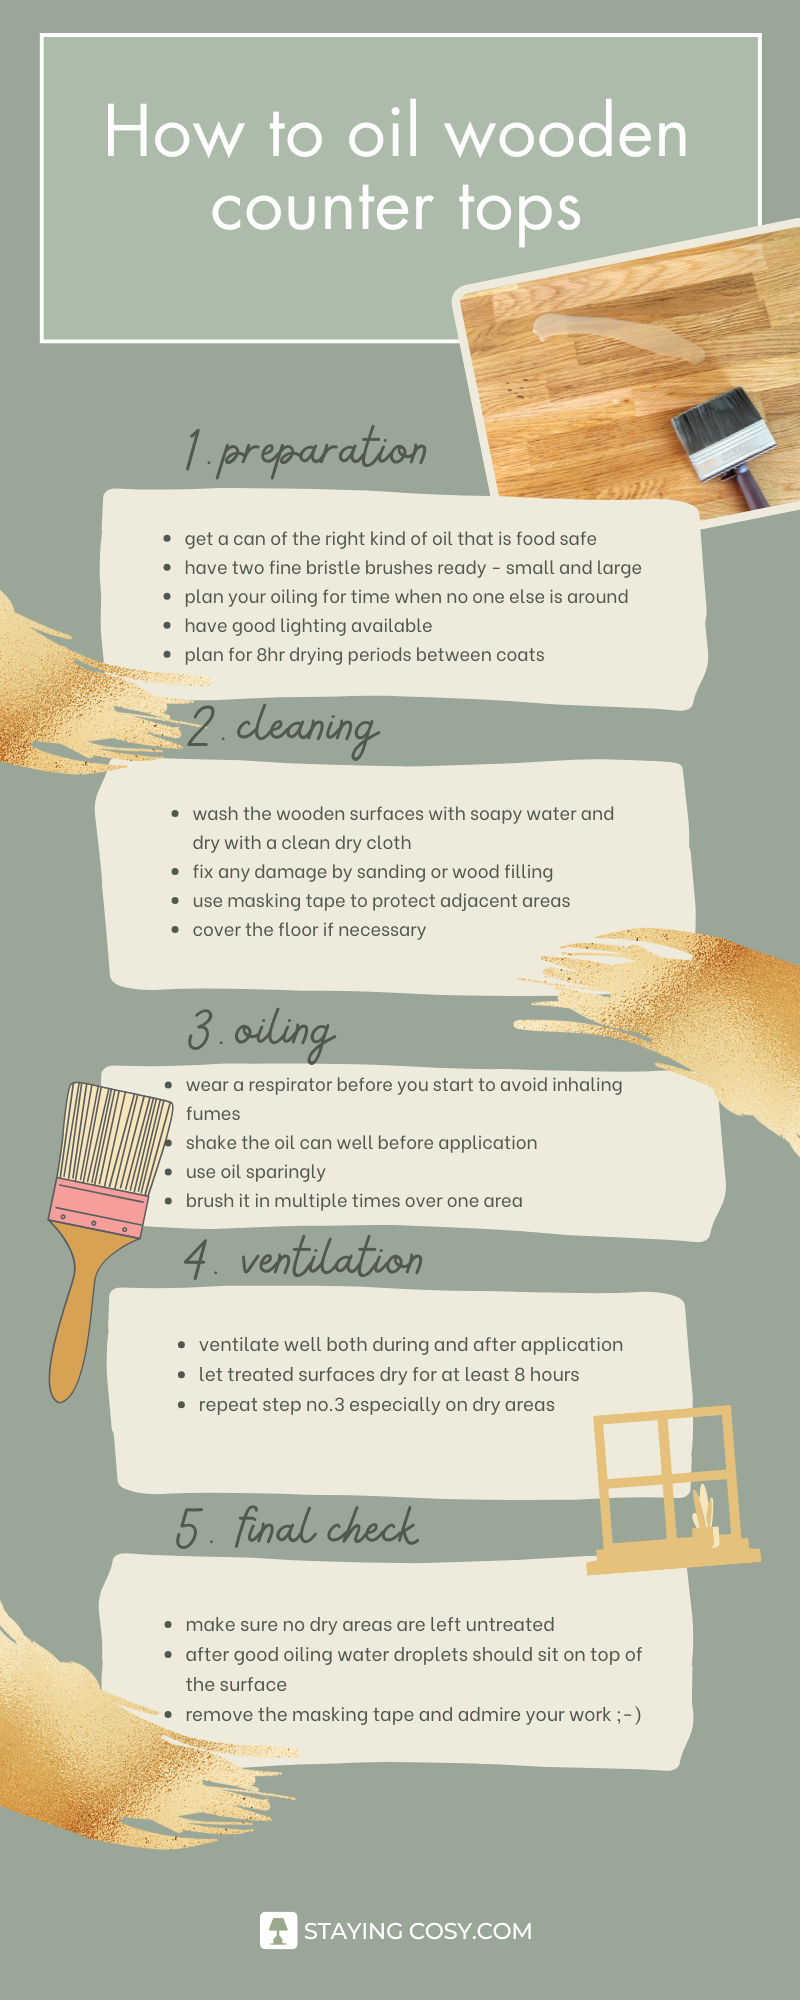 How to oil wooden
counter tops
1. preparation
• get a can of the right kind of oil that is food safe
• have two fine bristle brushes ready - small and large
• plan your oiling for time when no one else is around
• have good lighting available
• plan for 8hr drying periods between coats
2. cleaning
• wash the wooden surfaces with soapy water and
dry with a clean dry cloth
• fix any damage by sanding or wood filling
• use masking tape to protect adjacent areas
• cover the floor if necessary
3. oiling
• wear a respirator before you start to avoid inhaling
fumes
• shake the oil can well before application
• use oil sparingly
• brush it in multiple times over one area
4. ventilation
• ventilate well both during and after application
• let treated surfaces dry for at least 8 hours
• repeat step no.3 especially on dry areas
5. final check
• make sure no dry areas are left untreated
• after good oiling water droplets should sit on top of
the surface
• remove the masking tape and admire your work ;-)
STAYING COSY.COM